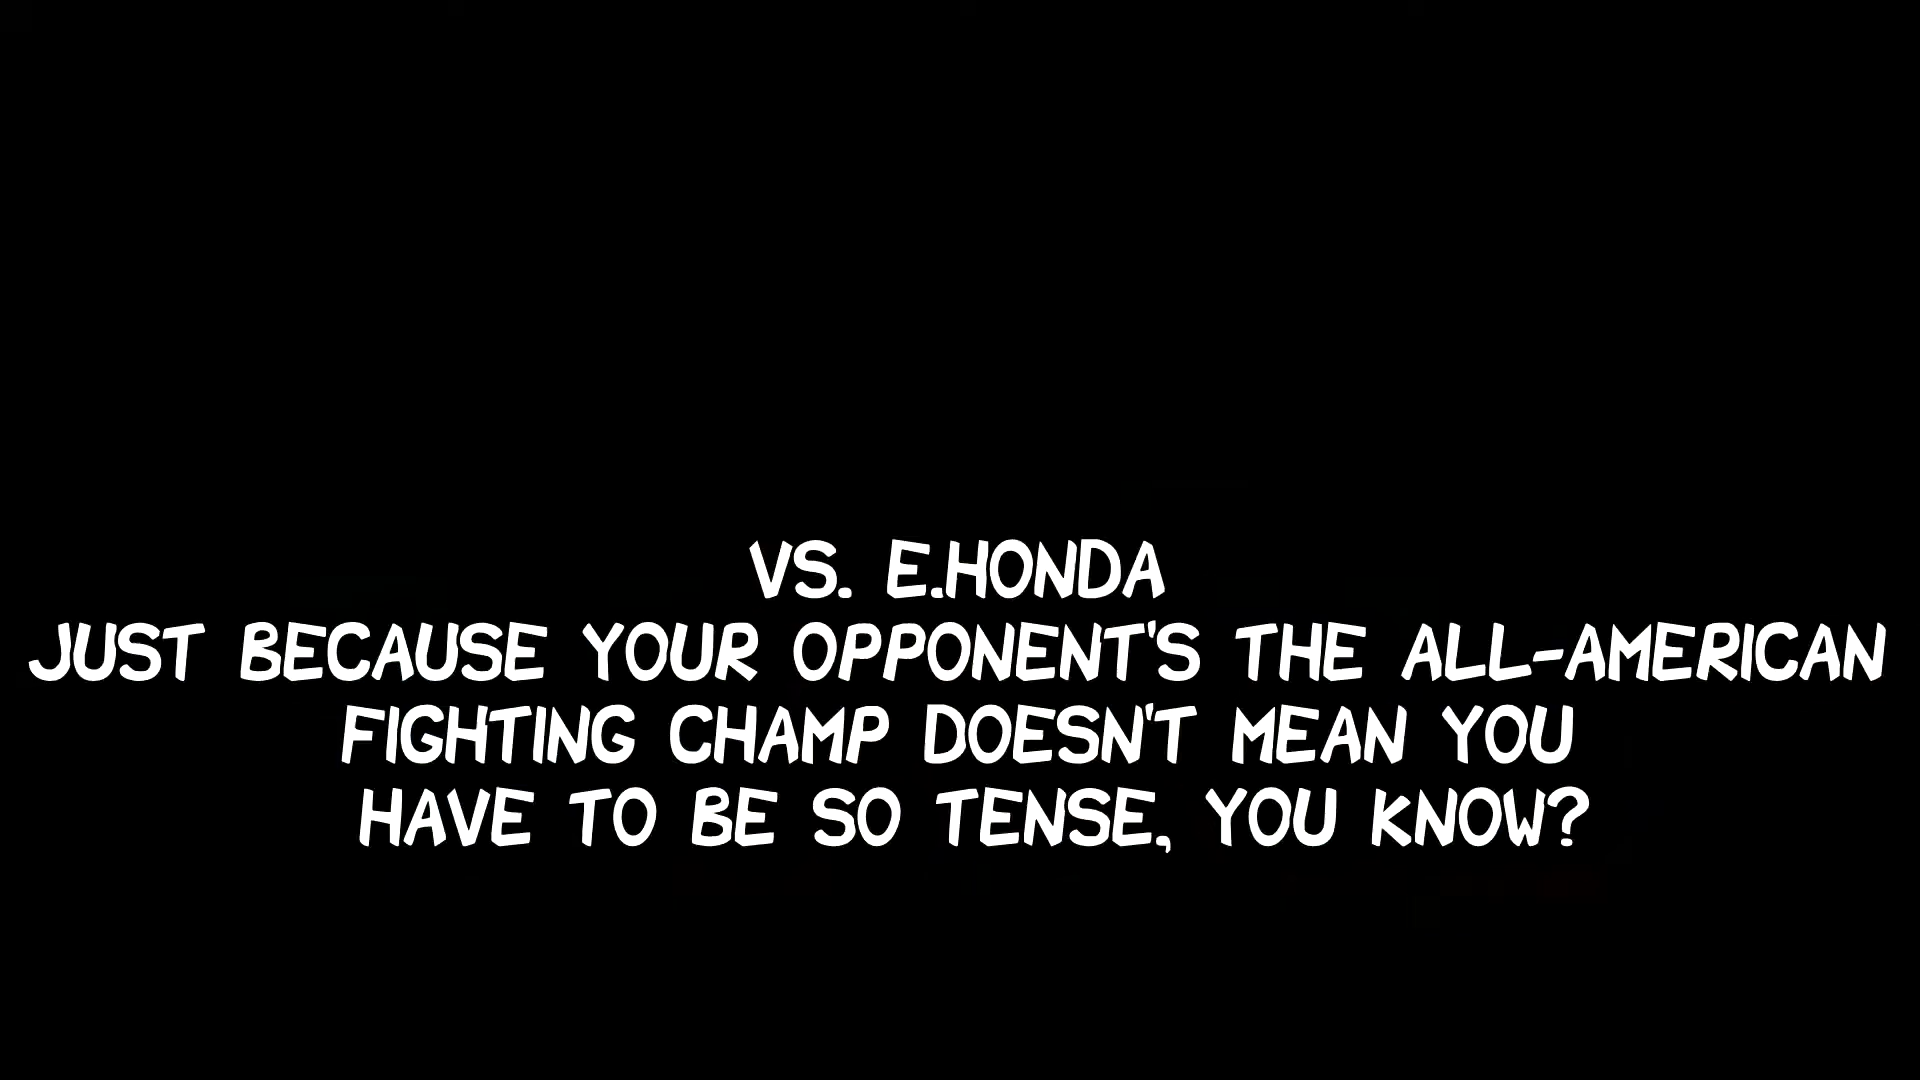 VS. E.HONDA
JUST BECAUSE YOUR OPPONENT'S THE ALL-AMERICAN
FIGHTING CHAMP DOESN'T MEAN YOU
HAVE TO BE SO TENSE, YOU KNOW?